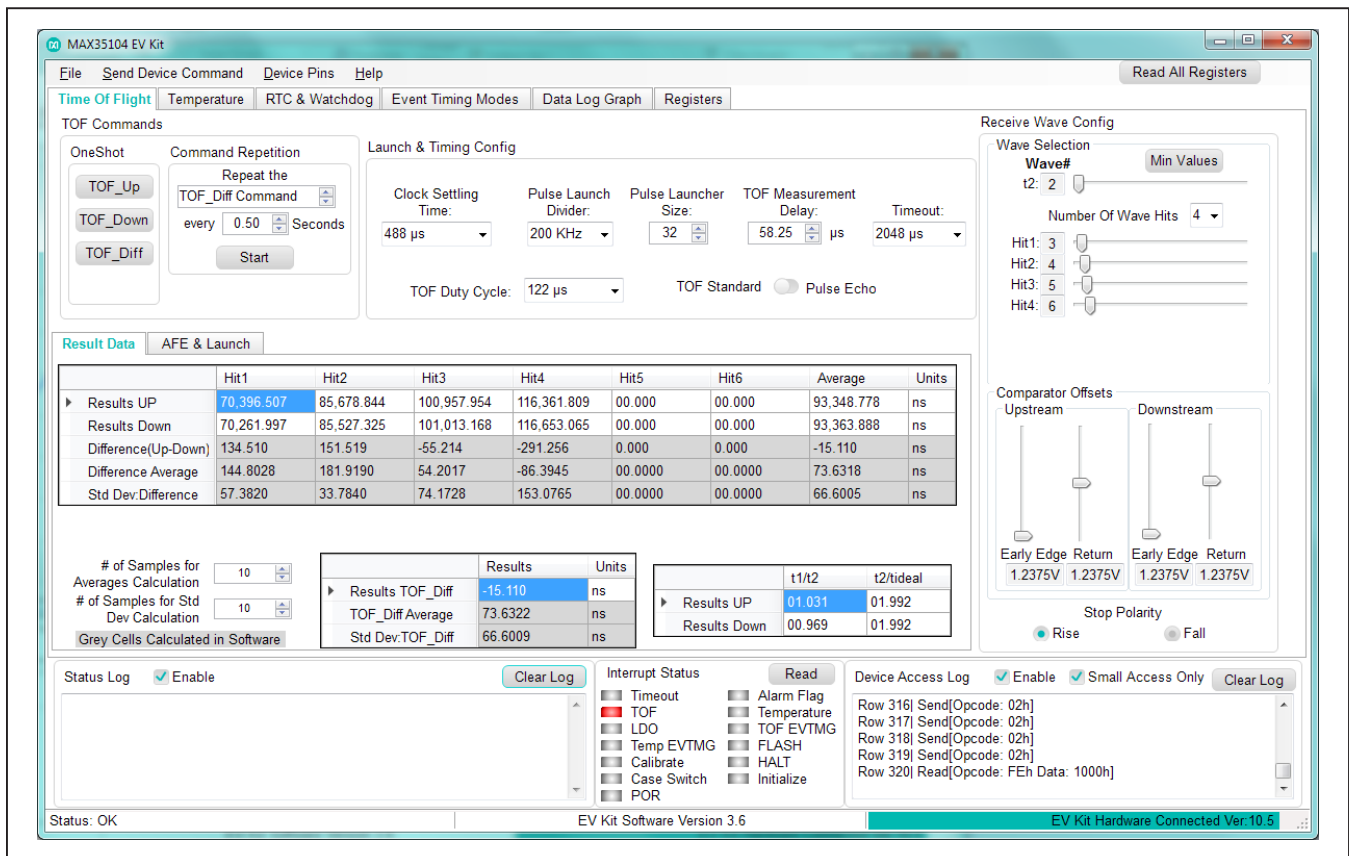 MAX35104 EV Kit
File Send Device Command Device Pins Help
Read All Registers
Time Of Flight Temperature RTC & Watchdog Event Timing Modes Data Log Graph Registers
TOF Commands
OneShot
TOF_Up
TOF_Down
TOF_Diff
Command Repetition
Repeat the
TOF_Diff Command
every 0.50 Seconds
Start
Launch & Timing Config
Clock Settling Time:
488 µs
Pulse Launch Divider:
200 KHz
Pulse Launcher Size:
32
TOF Measurement Delay:
58.25 µs
Timeout:
2048 µs
TOF Duty Cycle: 122 µs
TOF Standard Pulse Echo
Receive Wave Config
Wave Selection
Wave#
Min Values
t2: 2
Number Of Wave Hits 4
Hit1: 3
Hit2: 4
Hit3: 5
Hit4: 6
Result Data AFE & Launch
Hit1 Hit2 Hit3 Hit4 Hit5 Hit6 Average Units
Results UP 70,396.507 85,678.844 100,957.954 116,361.809 00.000 00.000 93,348.778 ns
Results Down 70,261.997 85,527.325 101,013.168 116,653.065 00.000 00.000 93,363.888 ns
Difference(Up-Down) 134.510 151.519 -55.214 -291.256 0.000 0.000 -15.110 ns
Difference Average 144.8028 181.9190 54.2017 -86.3945 00.0000 00.0000 73.6318 ns
Std Dev:Difference 57.3820 33.7840 74.1728 153.0765 00.0000 00.0000 66.6005 ns
Comparator Offsets
Upstream Downstream
Early Edge Return Early Edge Return
1.2375V 1.2375V 1.2375V 1.2375V
Stop Polarity
Rise Fall
# of Samples for
Averages Calculation
10
# of Samples for Std
Dev Calculation
10
Grey Cells Calculated in Software
Results Units
Results TOF_Diff -15.110 ns
TOF_Diff Average 73.6322 ns
Std Dev:TOF_Diff 66.6009 ns
t1/t2 t2/tideal
Results UP 01.031 01.992
Results Down 00.969 01.992
Status Log Enable Clear Log
Interrupt Status Read
Timeout Alarm Flag
TOF Temperature
LDO TOF EVTMG
Temp EVTMG FLASH
Calibrate HALT
Case Switch Initialize
POR
Device Access Log Enable Small Access Only Clear Log
Row 316| Send[Opcode: 02h]
Row 317| Send[Opcode: 02h]
Row 318| Send[Opcode: 02h]
Row 319| Send[Opcode: 02h]
Row 320| Read[Opcode: FEh Data: 1000h]
Status: OK
EV Kit Software Version 3.6
EV Kit Hardware Connected Ver:10.5